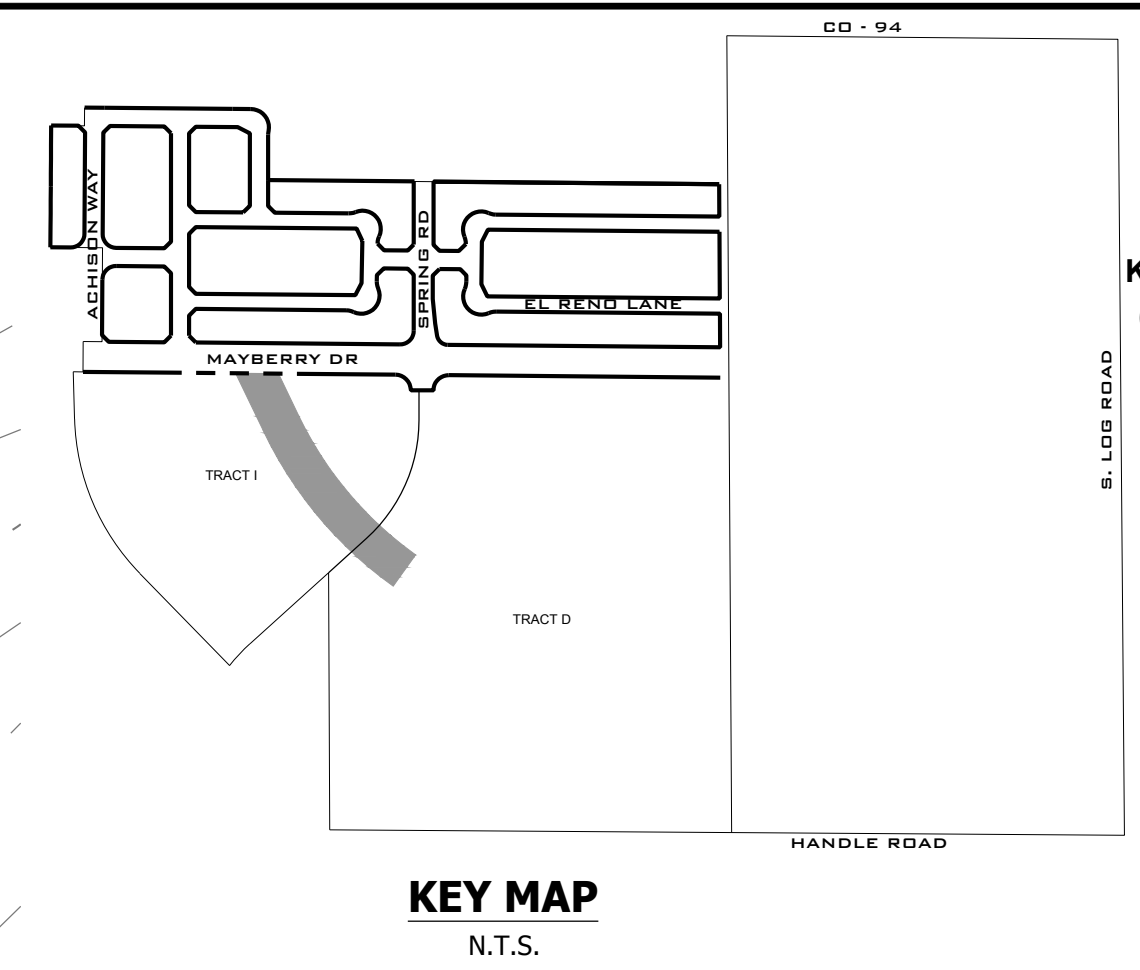 CO - 94
ACHISON WAY
SPRING RD
EL RENO LANE
MAYBERRY DR
S. LOG ROAD
TRACT I
TRACT D
HANDLE ROAD
KEY MAP
N.T.S.